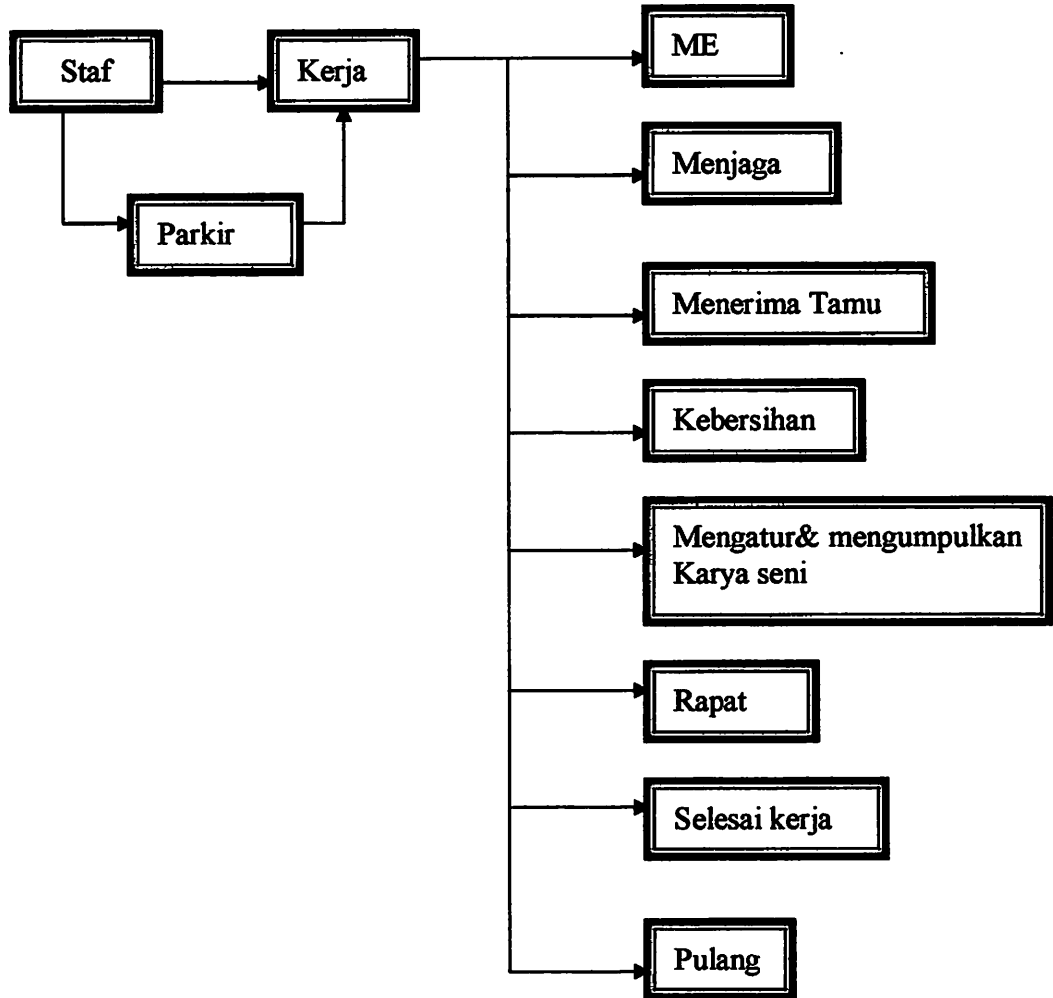 Staf
Kerja
Parkir
ME
Menjaga
Menerima Tamu
Kebersihan
Mengatur& mengumpulkan
Karya seni
Rapat
Selesai kerja
Pulang